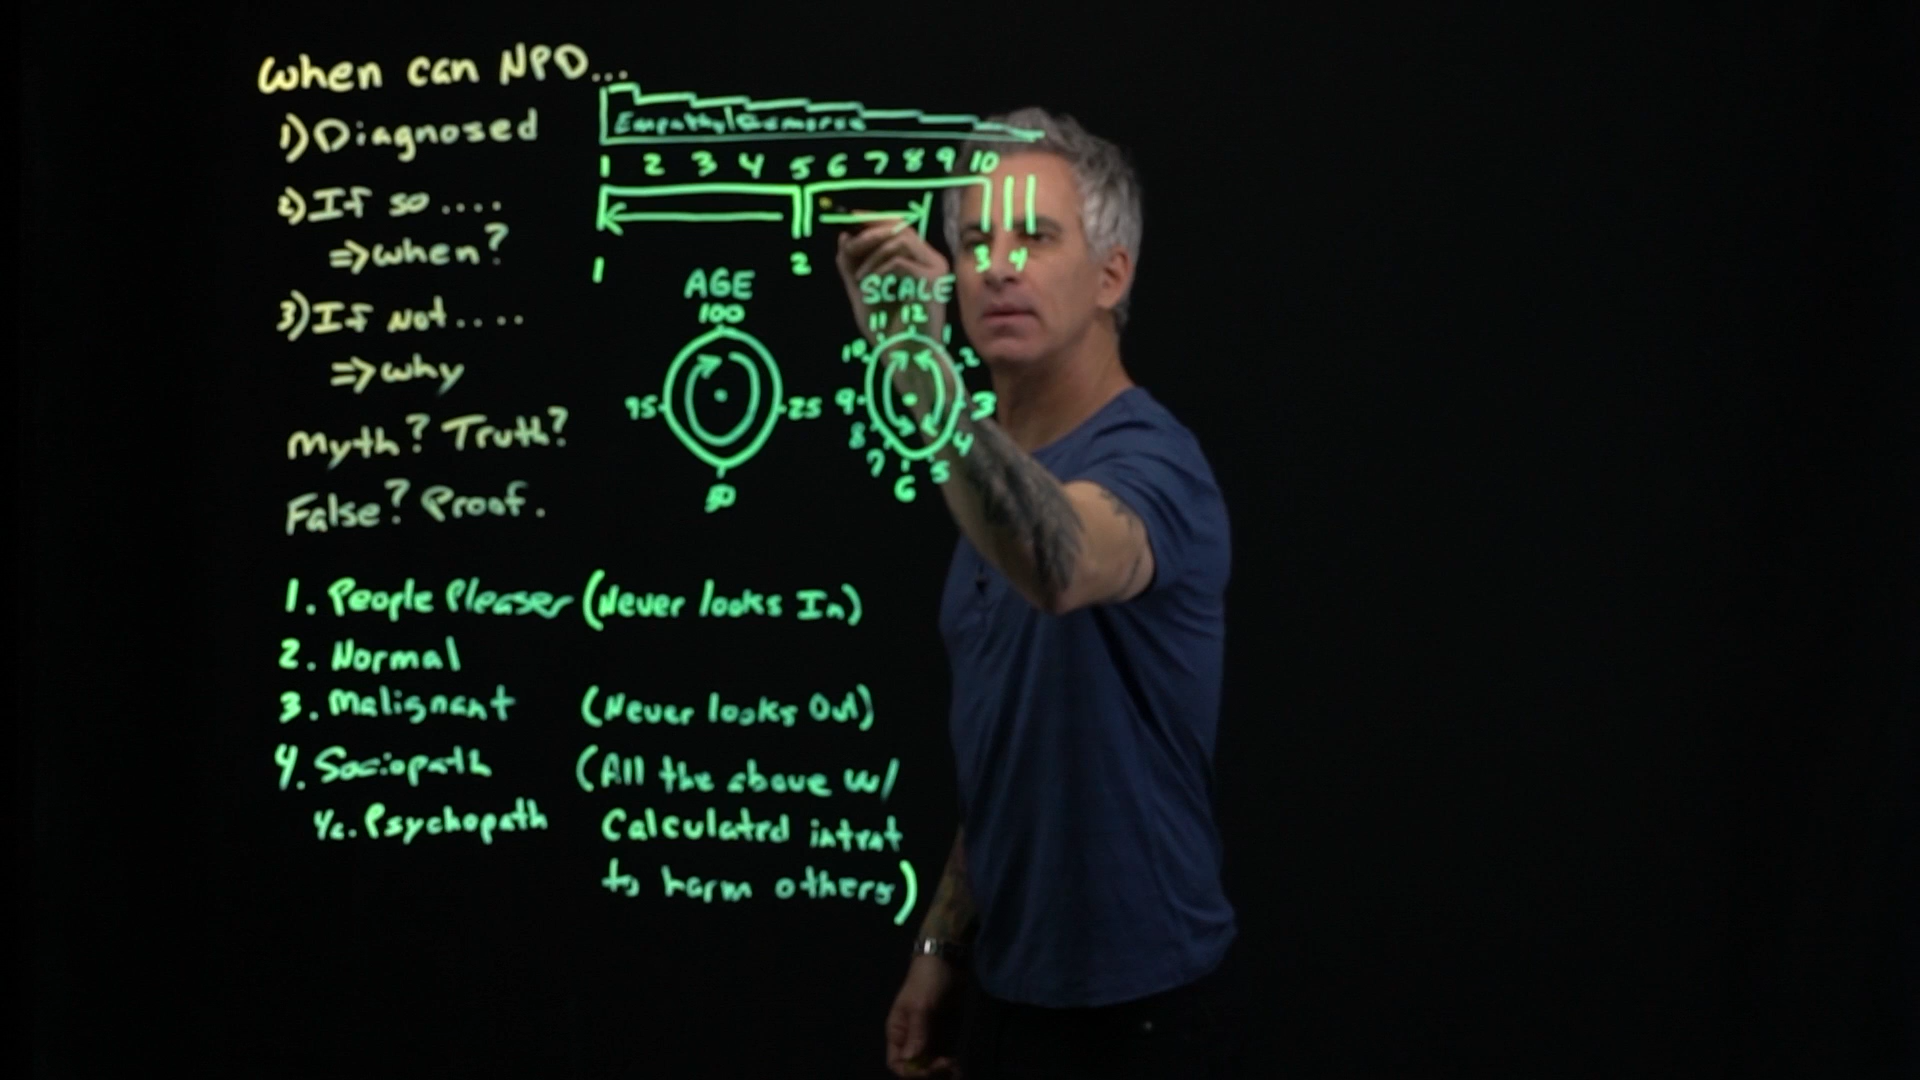 When can NPD...
1) Diagnosed
2) If so....
=> when?
3) If Not....
=> why
Myth? Truth?
False? Proof.
Empathy/Remorse
1 2 3 4 5 6 7 8 9 10
1 2 3 4
AGE
100
25
50
75
SCALE
12
1
2
3
4
5
6
7
8
9
10
11
1. People Pleaser (Never looks In)
2. Normal
3. Malignant (Never looks Out)
4. Sociopath (All the above w/
4a. Psychopath Calculated intent
to harm others)